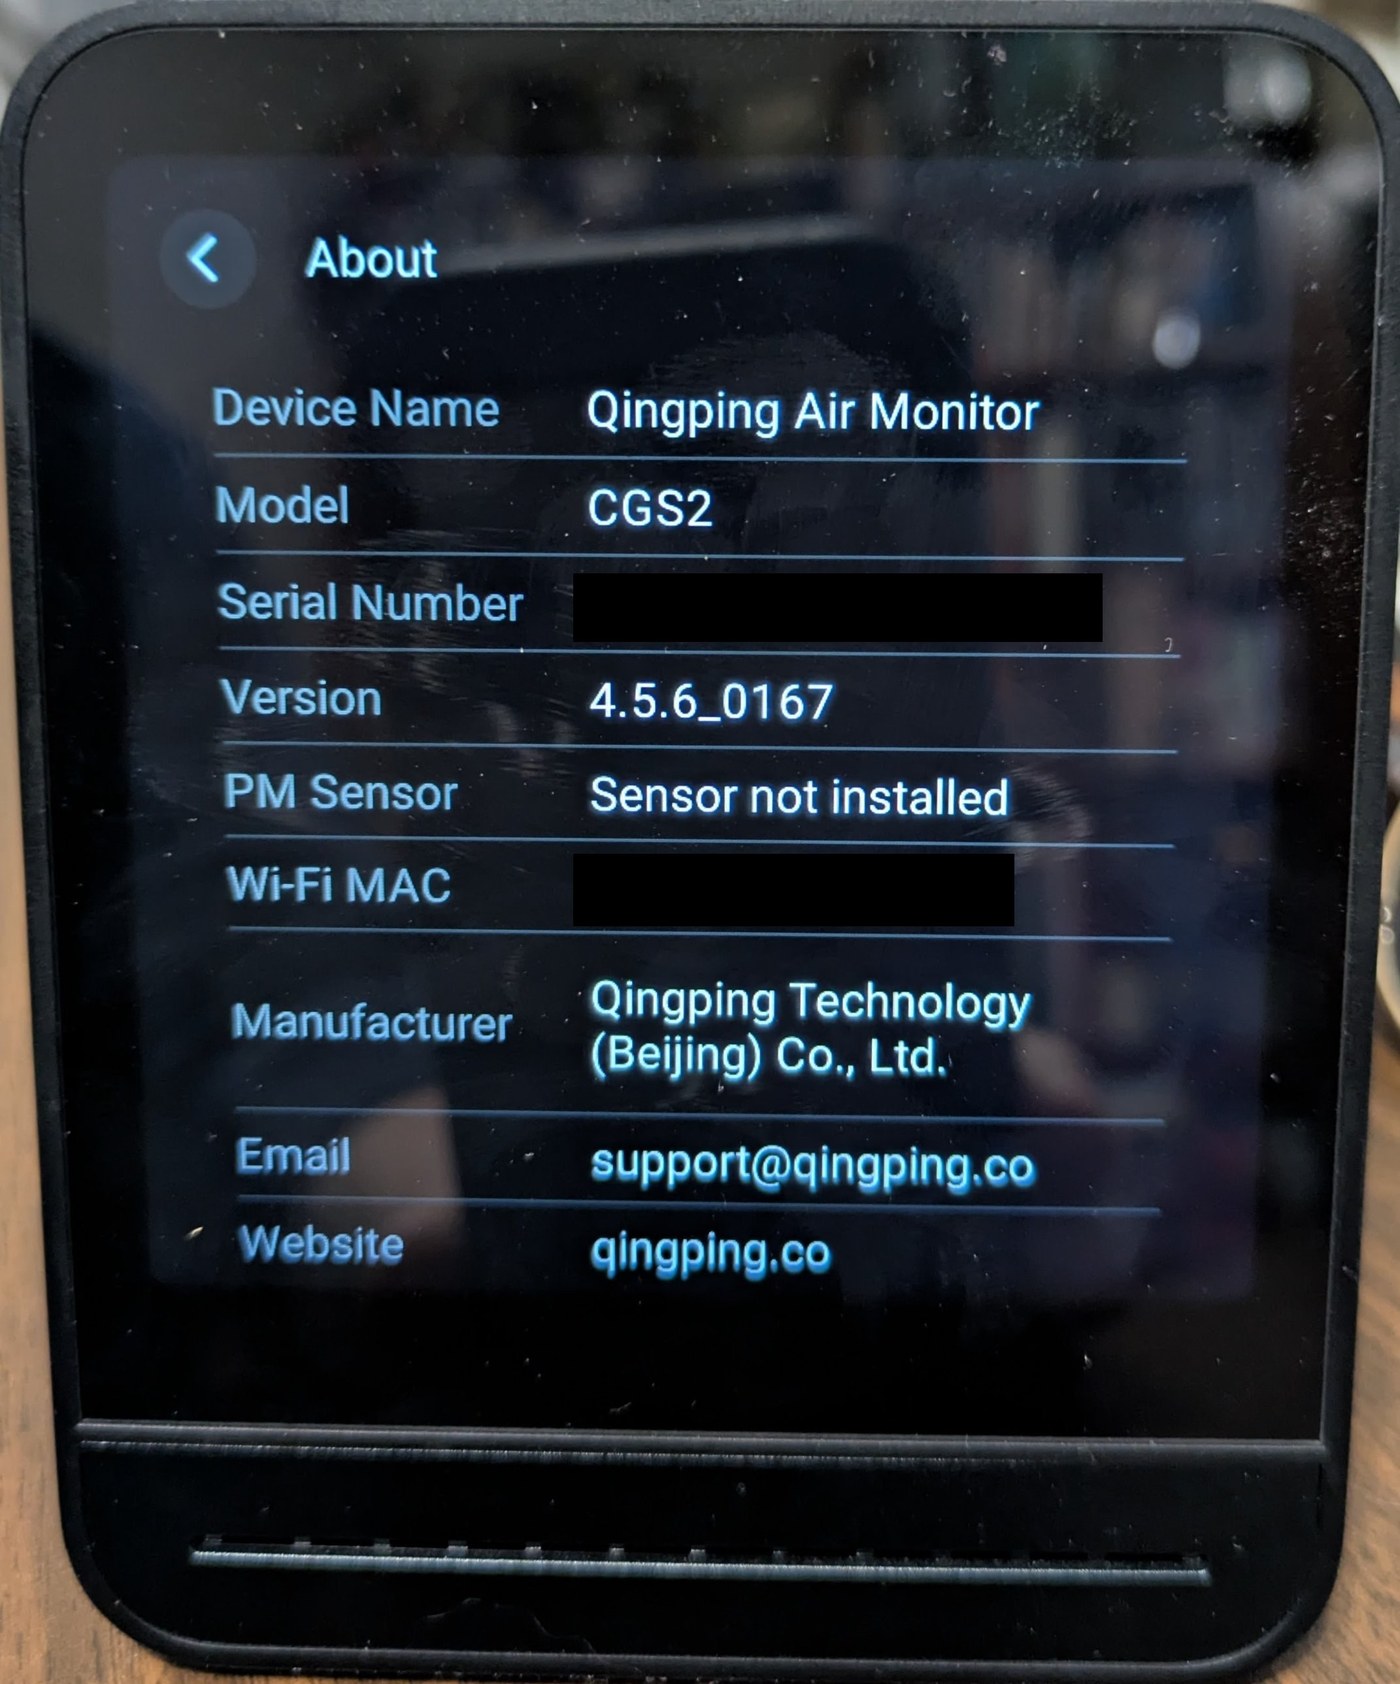 About
Device Name Qingping Air Monitor
Model CGS2
Serial Number
Version 4.5.6_0167
PM Sensor Sensor not installed
Wi-Fi MAC
Manufacturer Qingping Technology
(Beijing) Co., Ltd.
Email support@qingping.co
Website qingping.co